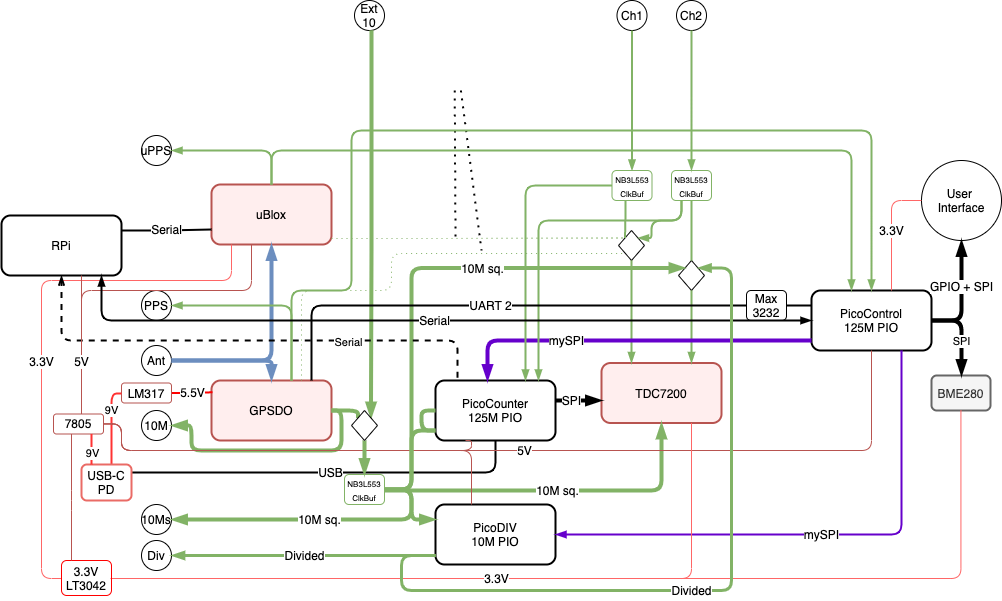 Ext
10
Ch1
Ch2
uPPS
NB3L553
ClkBuf
NB3L553
ClkBuf
User
Interface
uBlox
Serial
RPi
3.3V
10M sq.
GPIO + SPI
PPS
UART 2
Max
3232
PicoControl
125M PIO
Serial
Serial
mySPI
SPI
3.3V
5V
Ant
LM317
5.5V
GPSDO
PicoCounter
125M PIO
SPI
TDC7200
BME280
9V
7805
10M
9V
5V
USB-C
PD
USB
NB3L553
ClkBuf
10M sq.
10Ms
10M sq.
PicoDIV
10M PIO
mySPI
Div
Divided
3.3V
LT3042
3.3V
Divided